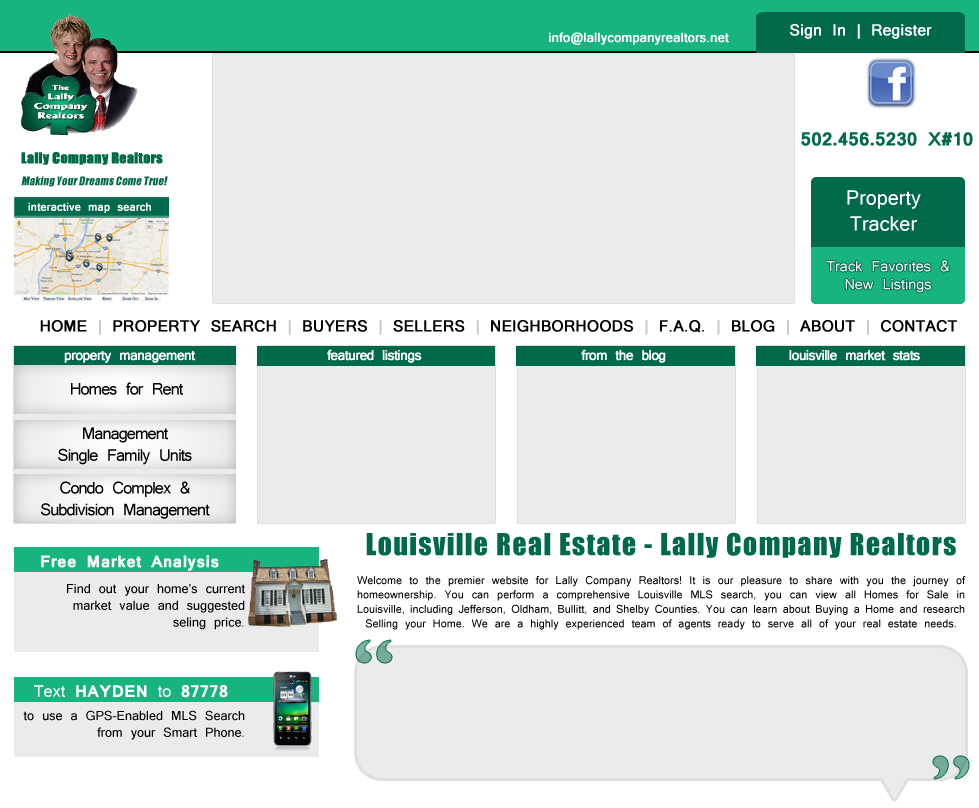 info@lallycompanyrealtors.net
Sign In | Register
The
Lally
Company
Realtors
f
502.456.5230 X#10
Lally Company Realtors
Making Your Dreams Come True!
interactive map search
Property
Tracker
Track Favorites &
New Listings
HOME | PROPERTY SEARCH | BUYERS | SELLERS | NEIGHBORHOODS | F.A.Q. | BLOG | ABOUT | CONTACT
property management
Homes for Rent
Management
Single Family Units
Condo Complex &
Subdivision Management
featured listings
from the blog
louisville market stats
Free Market Analysis
Find out your home's current
market value and suggested
seling price.
Text HAYDEN to 87778
to use a GPS-Enabled MLS Search
from your Smart Phone.
Louisville Real Estate - Lally Company Realtors
Welcome to the premier website for Lally Company Realtors! It is our pleasure to share with you the journey of
homeownership. You can perform a comprehensive Louisville MLS search, you can view all Homes for Sale in
Louisville, including Jefferson, Oldham, Bullitt, and Shelby Counties. You can learn about Buying a Home and research
Selling your Home. We are a highly experienced team of agents ready to serve all of your real estate needs.